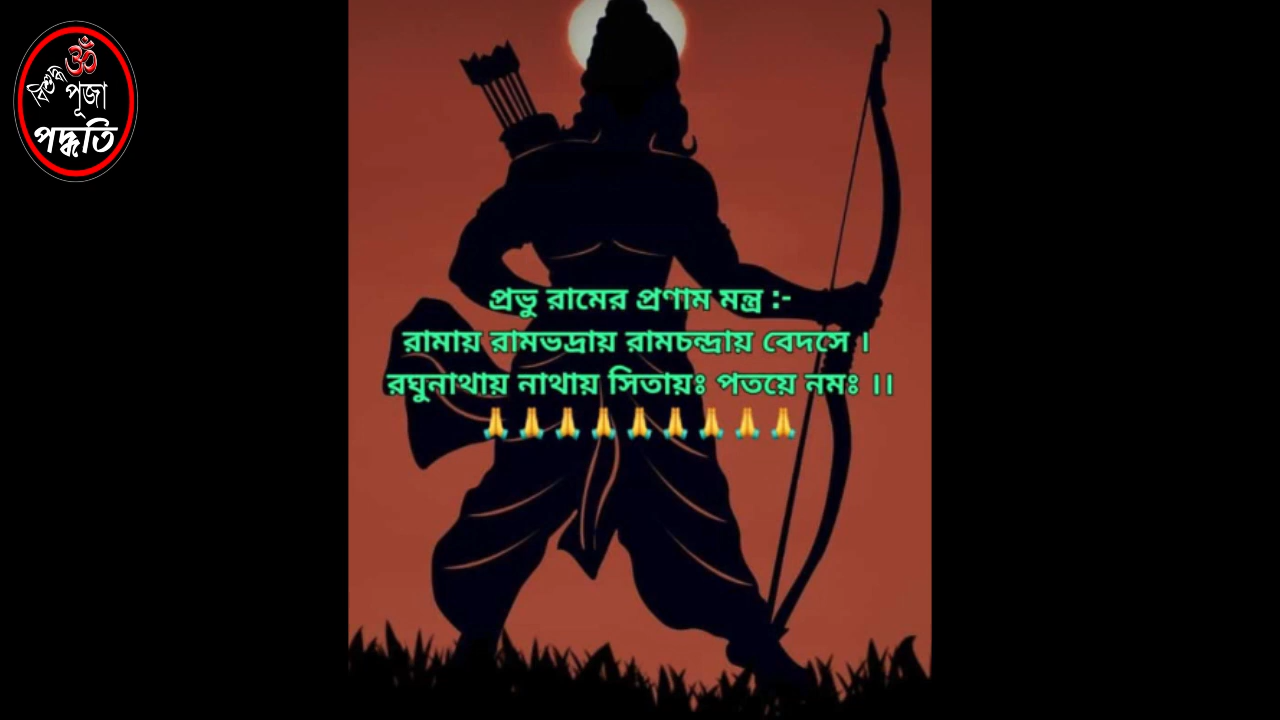 ॐ
বিশুদ্ধ
পূজা
পদ্ধতি
প্রভু রামের প্রণাম মন্ত্র :-
রামায় রামভদ্রায় রামচন্দ্রায় বেদসে ।
রঘুনাথায় নাথায় সিতায়ঃ পতয়ে নমঃ ।।
🙏🙏🙏🙏🙏🙏🙏🙏🙏